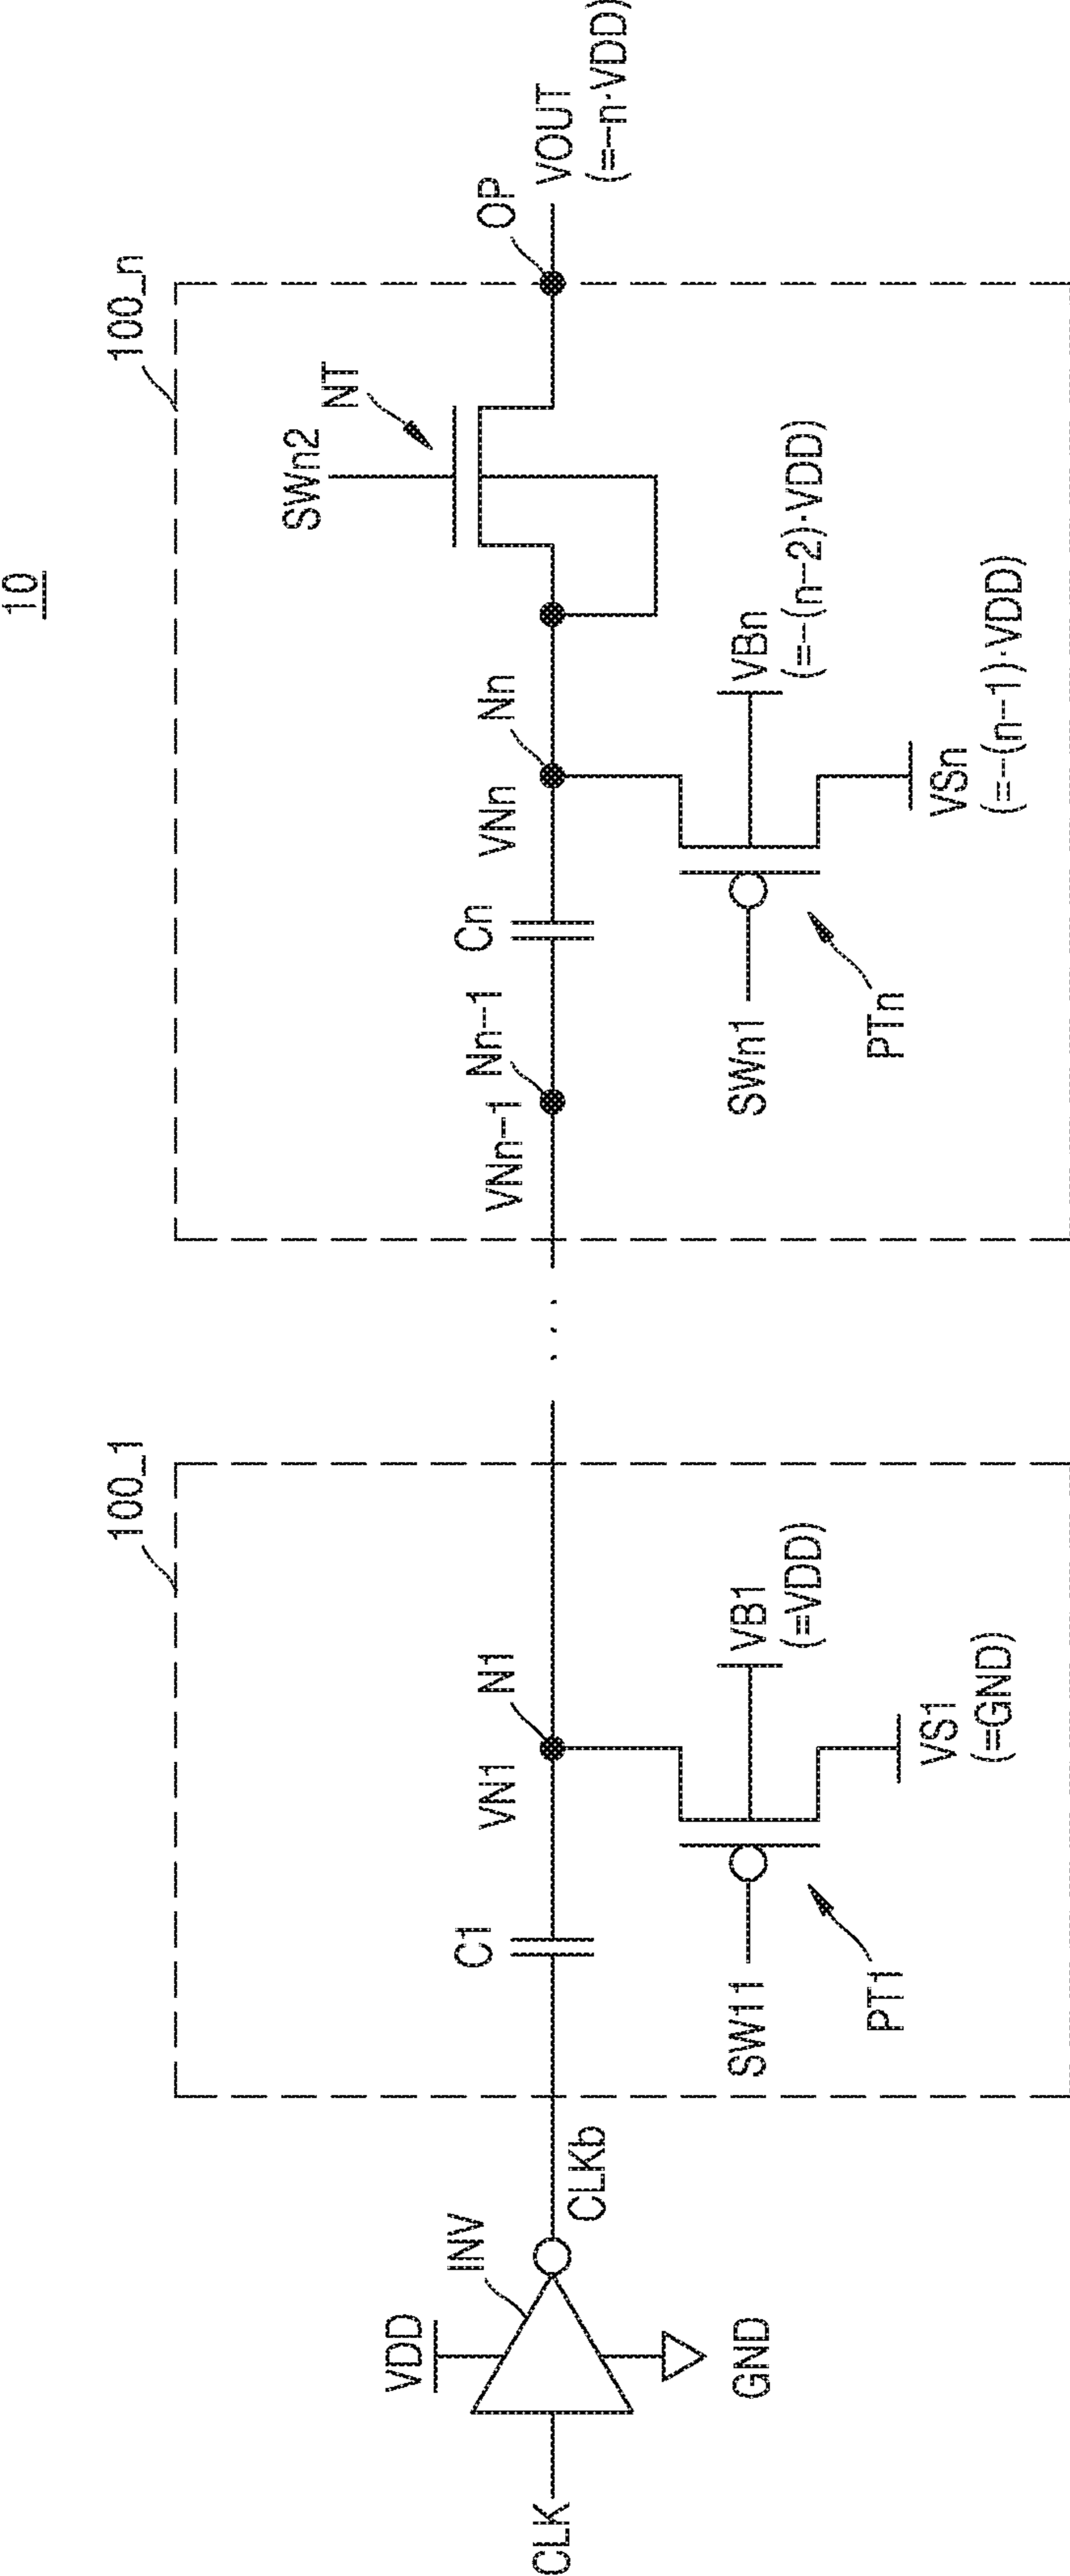 10
100_1
100_n
CLK
VDD
INV
GND
CLKb
C1
VN1
N1
SW11
PT1
VB1
(=VDD)
VS1
(=GND)
. . .
VNn-1
Nn-1
Cn
VNn
Nn
SWn1
PTn
VBn
(=-(n-2)·VDD)
VSn
(=-(n-1)·VDD)
SWn2
NT
OP
VOUT
(=-n·VDD)